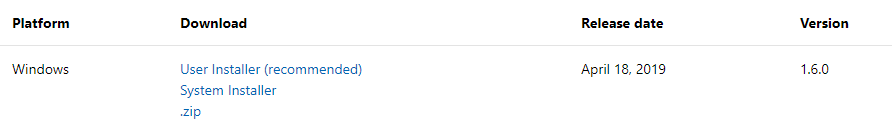 Platform Download Release date Version
Windows User Installer (recommended) April 18, 2019 1.6.0
System Installer
.zip